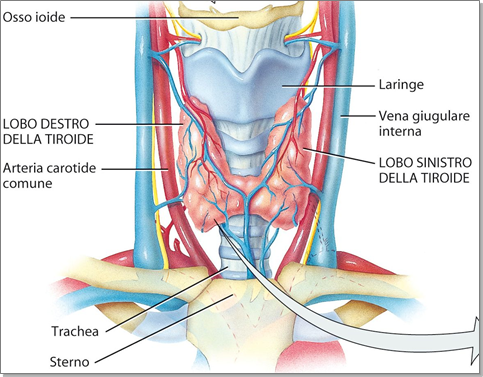 Osso ioide
LOBO DESTRO
DELLA TIROIDE
Arteria carotide
comune
Trachea
Sterno
Laringe
Vena giugulare
interna
LOBO SINISTRO
DELLA TIROIDE